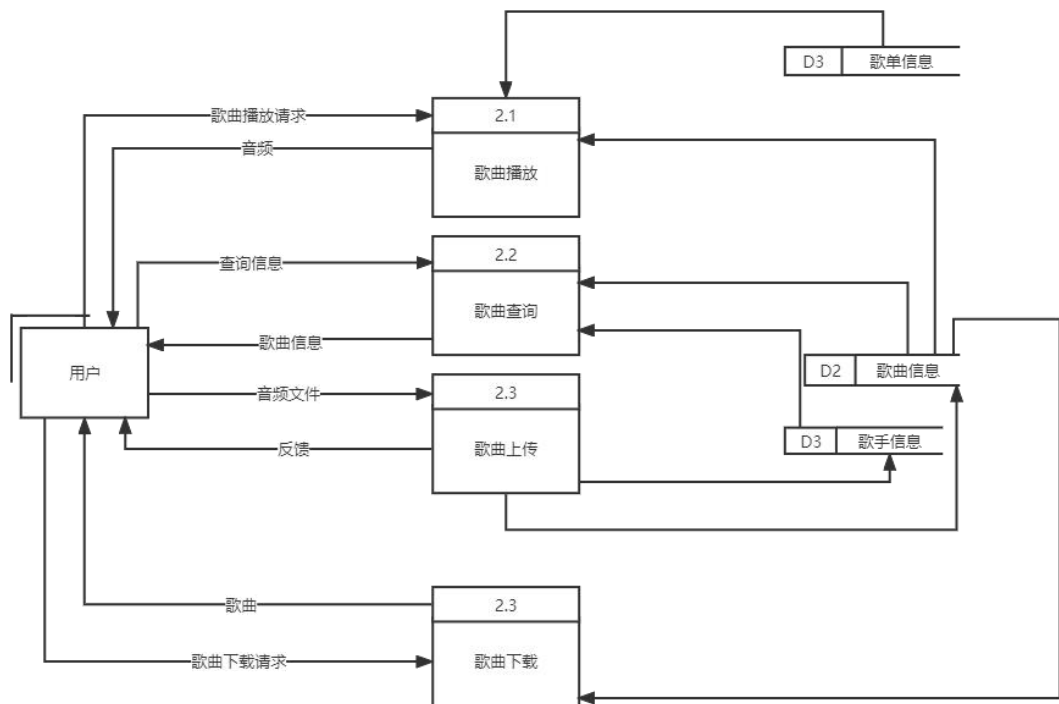 D3 歌单信息
2.1
歌曲播放请求
音频
歌曲播放
2.2
查询信息
歌曲查询
歌曲信息
用户
D2 歌曲信息
2.3
音频文件
D3 歌手信息
反馈
歌曲上传
2.3
歌曲
歌曲下载请求
歌曲下载